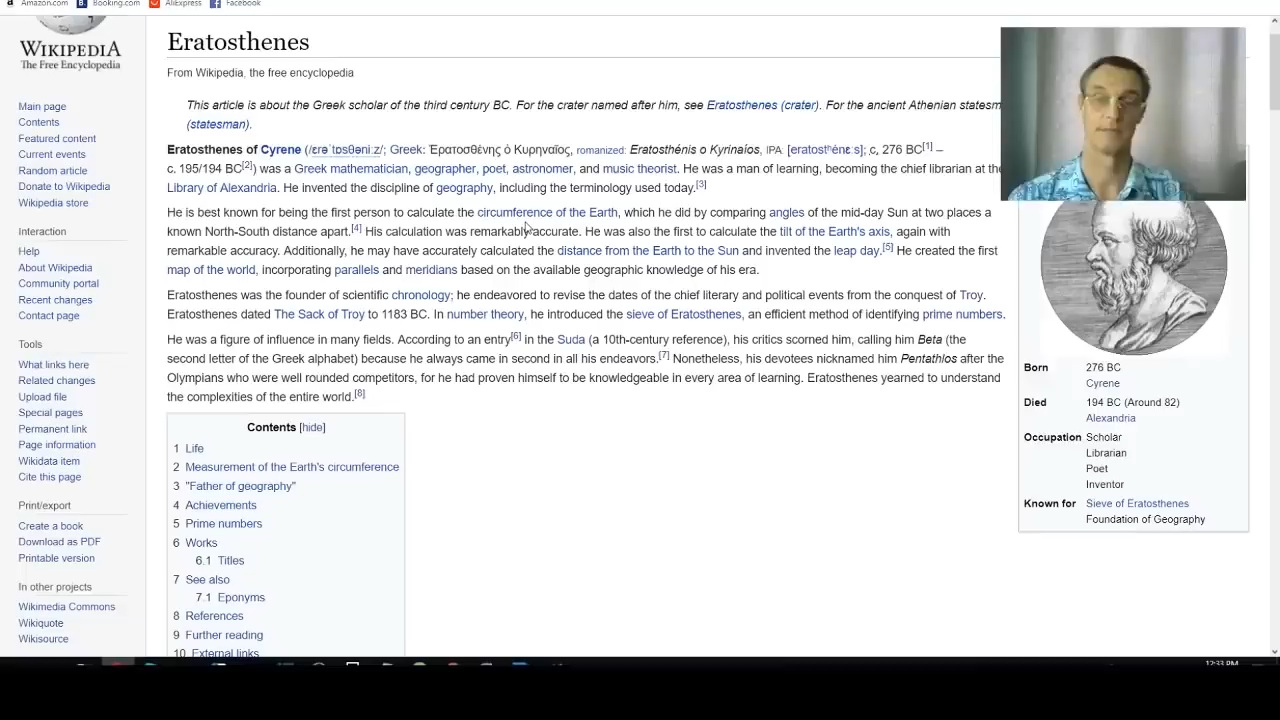 Amazon.com Booking.com AliExpress Facebook
WIKIPEDIA
The Free Encyclopedia
Main page
Contents
Featured content
Current events
Random article
Donate to Wikipedia
Wikipedia store
Interaction
Help
About Wikipedia
Community portal
Recent changes
Contact page
Tools
What links here
Related changes
Upload file
Special pages
Permanent link
Page information
Wikidata item
Cite this page
Print/export
Create a book
Download as PDF
Printable version
In other projects
Wikimedia Commons
Wikiquote
Wikisource
Eratosthenes
From Wikipedia, the free encyclopedia
This article is about the Greek scholar of the third century BC. For the crater named after him, see Eratosthenes (crater). For the ancient Athenian statesm
(statesman).
Eratosthenes of Cyrene (/ɛrəˈtɒsθəniːz/; Greek: Ἐρατοσθένης ὁ Κυρηναῖος, romanized: Eratosthénis o Kyrinaíos, IPA: [eratostʰénɛːs]; c. 276 BC[1] –
c. 195/194 BC[2]) was a Greek mathematician, geographer, poet, astronomer, and music theorist. He was a man of learning, becoming the chief librarian at the
Library of Alexandria. He invented the discipline of geography, including the terminology used today.[3]
He is best known for being the first person to calculate the circumference of the Earth, which he did by comparing angles of the mid-day Sun at two places a
known North-South distance apart.[4] His calculation was remarkably accurate. He was also the first to calculate the tilt of the Earth's axis, again with
remarkable accuracy. Additionally, he may have accurately calculated the distance from the Earth to the Sun and invented the leap day.[5] He created the first
map of the world, incorporating parallels and meridians based on the available geographic knowledge of his era.
Eratosthenes was the founder of scientific chronology; he endeavored to revise the dates of the chief literary and political events from the conquest of Troy.
Eratosthenes dated The Sack of Troy to 1183 BC. In number theory, he introduced the sieve of Eratosthenes, an efficient method of identifying prime numbers.
He was a figure of influence in many fields. According to an entry[6] in the Suda (a 10th-century reference), his critics scorned him, calling him Beta (the
second letter of the Greek alphabet) because he always came in second in all his endeavors.[7] Nonetheless, his devotees nicknamed him Pentathlos after the
Olympians who were well rounded competitors, for he had proven himself to be knowledgeable in every area of learning. Eratosthenes yearned to understand
the complexities of the entire world.[8]
Contents [hide]
1 Life
2 Measurement of the Earth's circumference
3 "Father of geography"
4 Achievements
5 Prime numbers
6 Works
6.1 Titles
7 See also
7.1 Eponyms
8 References
9 Further reading
10 External links
Born 276 BC
Cyrene
Died 194 BC (Around 82)
Alexandria
Occupation Scholar
Librarian
Poet
Inventor
Known for Sieve of Eratosthenes
Foundation of Geography
12:33 PM